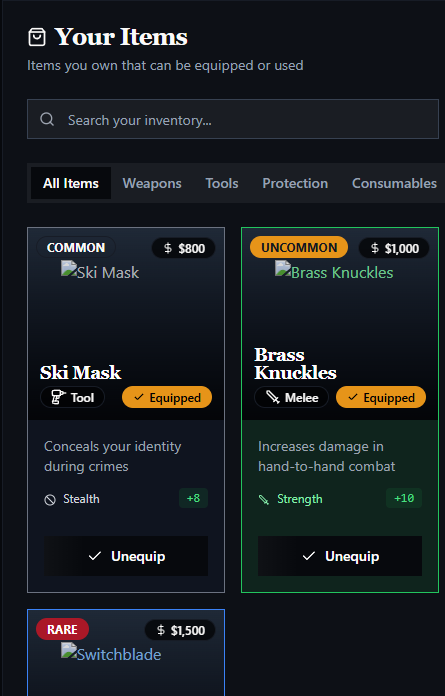 Your Items
Items you own that can be equipped or used
Search your inventory...
All Items Weapons Tools Protection Consumables
COMMON $ $800
Ski Mask
Ski Mask
Tool Equipped
Conceals your identity
during crimes
Stealth +8
Unequip
UNCOMMON $ $1,000
Brass Knuckles
Brass
Knuckles
Melee Equipped
Increases damage in
hand-to-hand combat
Strength +10
Unequip
RARE $ $1,500
Switchblade